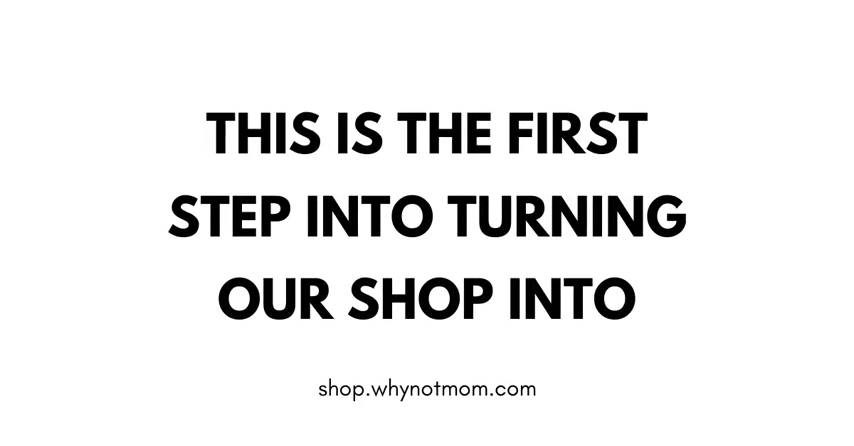 THIS IS THE FIRST
STEP INTO TURNING
OUR SHOP INTO
shop.whynotmom.com